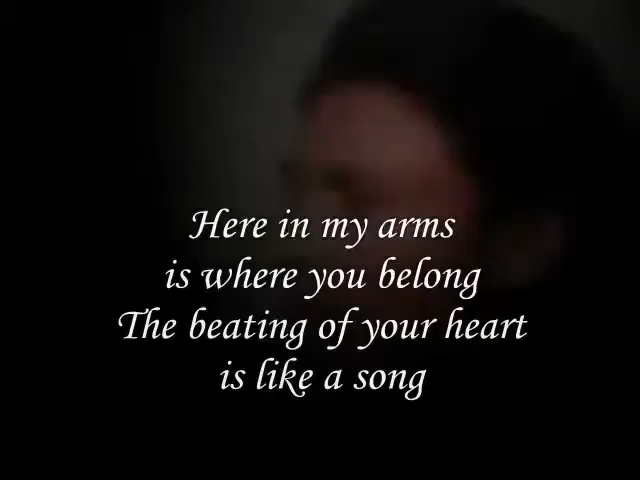 Here in my arms
is where you belong
The beating of your heart
is like a song